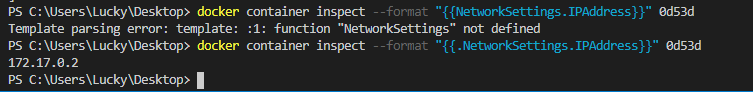 PS C:\Users\Lucky\Desktop> docker container inspect --format "{{NetworkSettings.IPAddress}}" 0d53d
Template parsing error: template: :1: function "NetworkSettings" not defined
PS C:\Users\Lucky\Desktop> docker container inspect --format "{{.NetworkSettings.IPAddress}}" 0d53d
172.17.0.2
PS C:\Users\Lucky\Desktop>